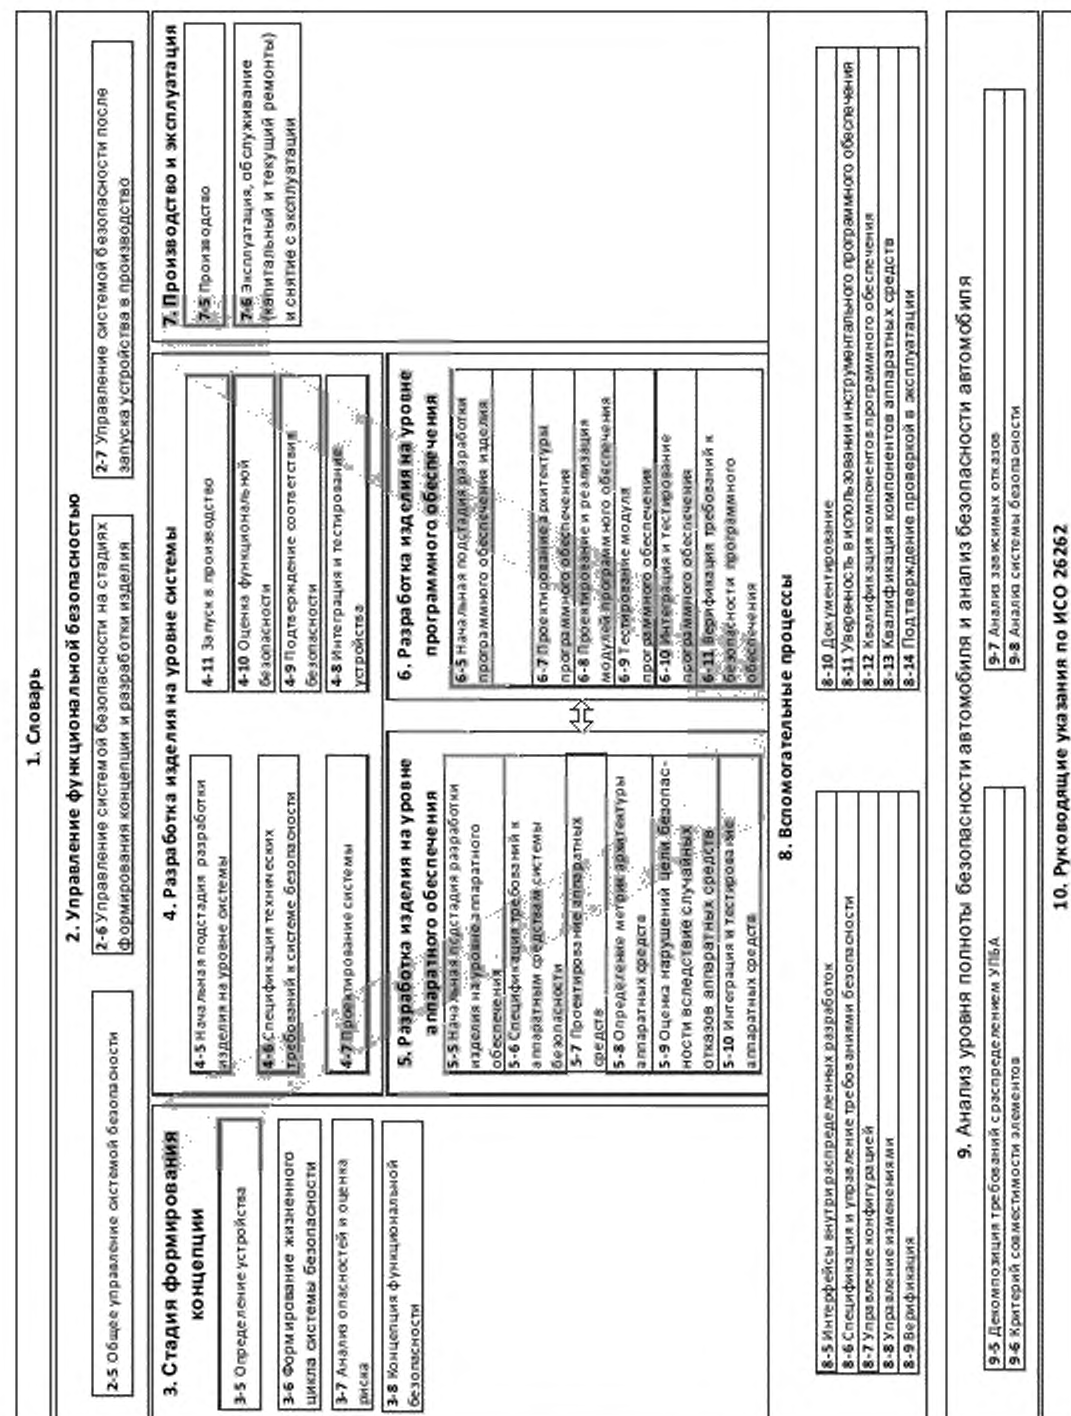 1. Словарь
2. Управление функциональной безопасностью
2-5 Общее управление системой безопасности
2-6 Управление системой безопасности на стадиях
формирования концепции и разработки изделия
2-7 Управление системой безопасности после
запуска устройства в производство
3. Стадия формирования
концепции
3-5 Определение устройства
3-6 Формирование жизненного
цикла системы безопасности
3-7 Анализ опасностей и оценка
риска
3-8 Концепция функциональной
безопасности
4. Разработка изделия на уровне системы
4-5 Начальная подстадия разработки
изделия на уровне системы
4-6 Спецификация технических
требований к системе безопасности
4-7 Проектирование системы
4-11 Запуск в производство
4-10 Оценка функциональной
безопасности
4-9 Подтверждение соответствия
безопасности
4-8 Интеграция и тестирование
устройства
7. Производство и эксплуатация
7-5 Производство
7-6 Эксплуатация, обслуживание
(капитальный и текущий ремонты)
и снятие с эксплуатации
5. Разработка изделия на уровне
аппаратного обеспечения
5-5 Начальная подстадия разработки
изделия на уровне аппаратного
обеспечения
5-6 Спецификация требований к
аппаратным средствам системы
безопасности
5-7 Проектирование аппаратных
средств
5-8 Определение метрик архитектуры
аппаратных средств
5-9 Оценка нарушений цели безопас-
ности вследствие случайных
отказов аппаратных средств
5-10 Интеграция и тестирование
аппаратных средств
6. Разработка изделия на уровне
программного обеспечения
6-5 Начальная подстадия разработки
программного обеспечения изделия
6-7 Проектирование архитектуры
программного обеспечения
6-8 Проектирование и реализация
модулей программного обеспечения
6-9 Тестирование модуля
программного обеспечения
6-10 Интеграция и тестирование
программного обеспечения
6-11 Верификация требований к
безопасности программного
обеспечения
8. Вспомогательные процессы
8-5 Интерфейсы внутри распределенных разработок
8-6 Спецификация и управление требованиями безопасности
8-7 Управление конфигурацией
8-8 Управление изменениями
8-9 Верификация
8-10 Документирование
8-11 Уверенность в использовании инструментального программного обеспечения
8-12 Квалификация компонентов программного обеспечения
8-13 Квалификация компонентов аппаратных средств
8-14 Подтверждение проверкой в эксплуатации
9. Анализ уровня полноты безопасности автомобиля и анализ безопасности автомобиля
9-5 Декомпозиция требований с распределением УПБА
9-6 Критерий совместимости элементов
9-7 Анализ зависимых отказов
9-8 Анализ системы безопасности
10. Руководящие указания по ИСО 26262